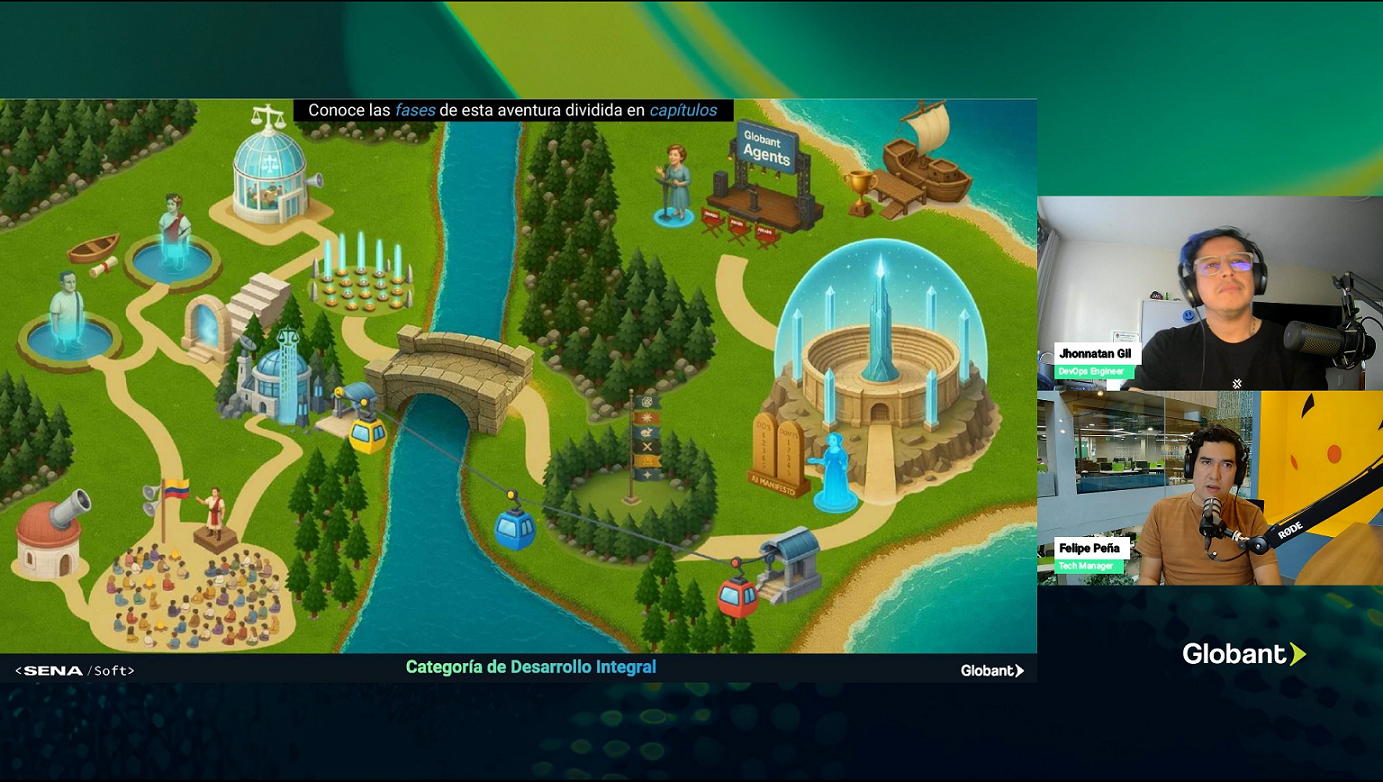 Conoce las fases de esta aventura dividida en capítulos
Globant
Agents
AI MANIFESTO
Jhonnatan Gil
DevOps Engineer
RØDE
Felipe Peña
Tech Manager
<SENA/Soft>
Categoría de Desarrollo Integral
Globant
Globant